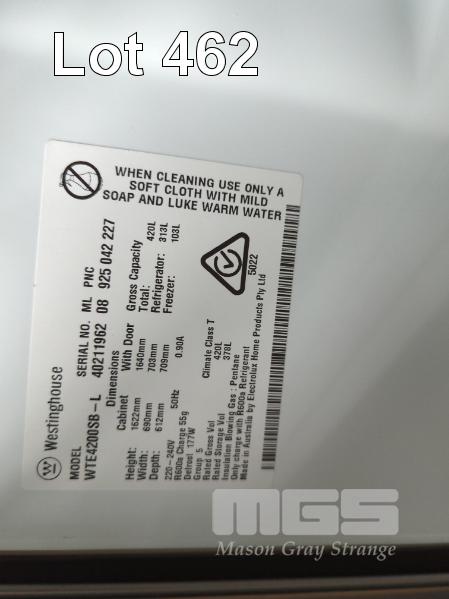 Lot 462
WHEN CLEANING USE ONLY A
SOFT CLOTH WITH MILD
SOAP AND LUKE WARM WATER
Westinghouse
MODEL SERIAL NO. ML PNC
WTE4200SB-L 40211962 08 925 042 227
Dimensions Gross Capacity
Cabinet With Door Total: 420L
Height: 1622mm 1640mm Refrigerator: 313L
Width: 690mm 703mm Freezer: 103L
Depth: 612mm 709mm
220-240V 50Hz 0.90A
R600a Charge 55g
Defrost 177W
Group 5 Climate Class T
Rated Gross Vol 420L
Rated Storage Vol 378L
Insulation Blowing Gas: Pentane
Only charge with R600a Refrigerant
Made in Australia by Electrolux Home Products Pty Ltd
5022
MGS
Mason Gray Strange